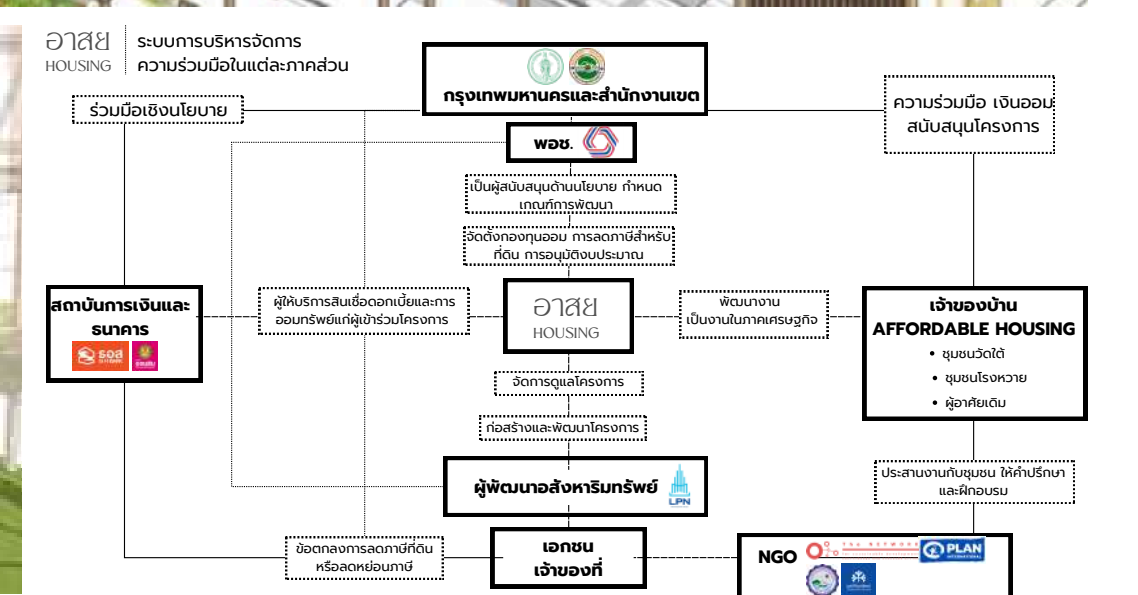 อาสย
HOUSING
ระบบการบริหารจัดการ
ความร่วมมือในแต่ละภาคส่วน
กรุงเทพมหานครและสำนักงานเขต
ร่วมมือเชิงนโยบาย
ความร่วมมือ เงินออม
สนับสนุนโครงการ
พอช.
เป็นผู้สนับสนุนด้านนโยบาย กำหนด
เกณฑ์การพัฒนา
จัดตั้งกองทุนออม การลดภาษีสำหรับ
ที่ดิน การอนุมัติงบประมาณ
สถาบันการเงินและ
ธนาคาร
ธอส
ผู้ให้บริการสินเชื่อดอกเบี้ยและการ
ออมทรัพย์แก่ผู้เข้าร่วมโครงการ
อาสย
HOUSING
พัฒนางาน
เป็นงานในภาคเศรษฐกิจ
เจ้าของบ้าน
AFFORDABLE HOUSING
• ชุมชนวัดใต้
• ชุมชนโรงหวาย
• ผู้อาศัยเดิม
จัดการดูแลโครงการ
ก่อสร้างและพัฒนาโครงการ
ผู้พัฒนาอสังหาริมทรัพย์
LPN
ประสานงานกับชุมชน ให้คำปรึกษา
และฝึกอบรม
ข้อตกลงการลดภาษีที่ดิน
หรือลดหย่อนภาษี
เอกชน
เจ้าของที่
NGO
PLAN